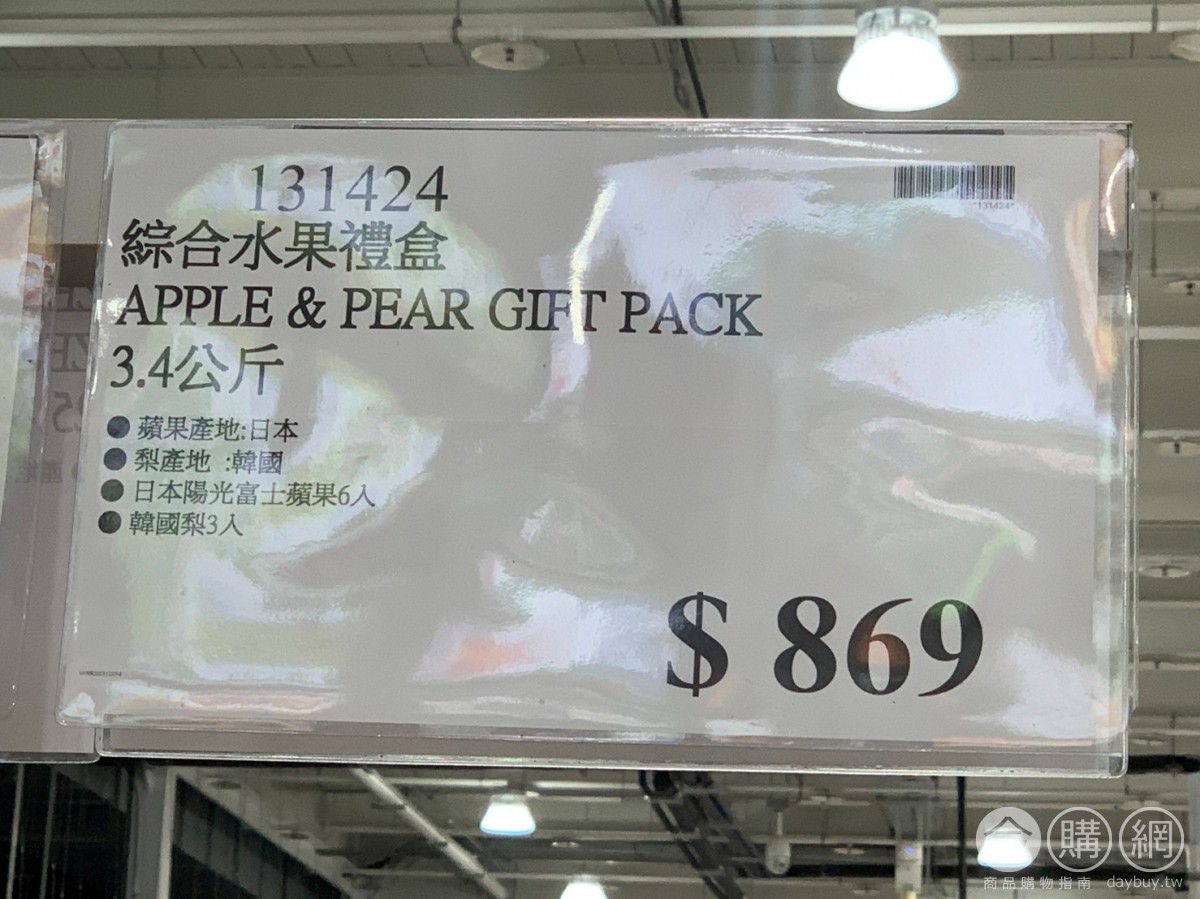 131424
*131424*
綜合水果禮盒
APPLE & PEAR GIFT PACK
3.4公斤
● 蘋果產地:日本
● 梨產地 :韓國
● 日本陽光富士蘋果6入
● 韓國梨3入
$ 869
合購網
商品購物指南 daybuy.tw